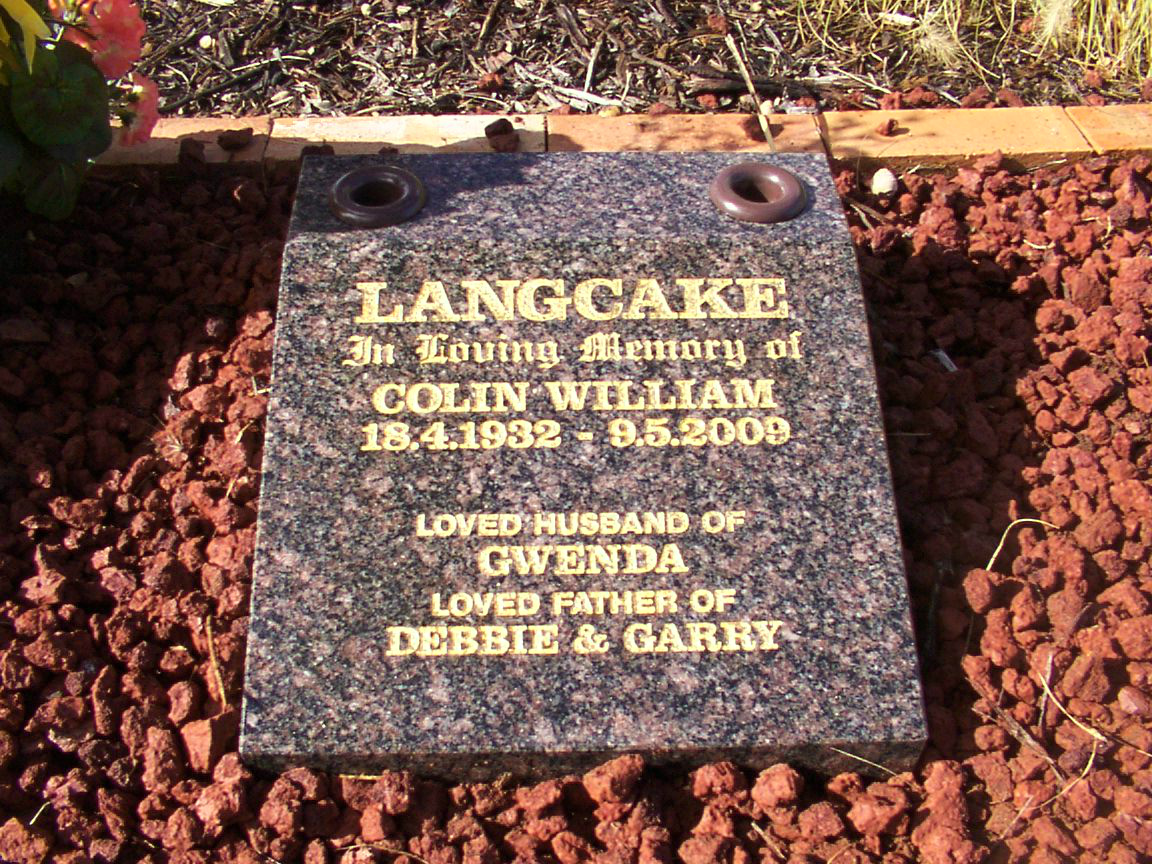 LANGCAKE
In Loving Memory of
COLIN WILLIAM
18.4.1932 - 9.5.2009
LOVED HUSBAND OF
GWENDA
LOVED FATHER OF
DEBBIE & GARRY